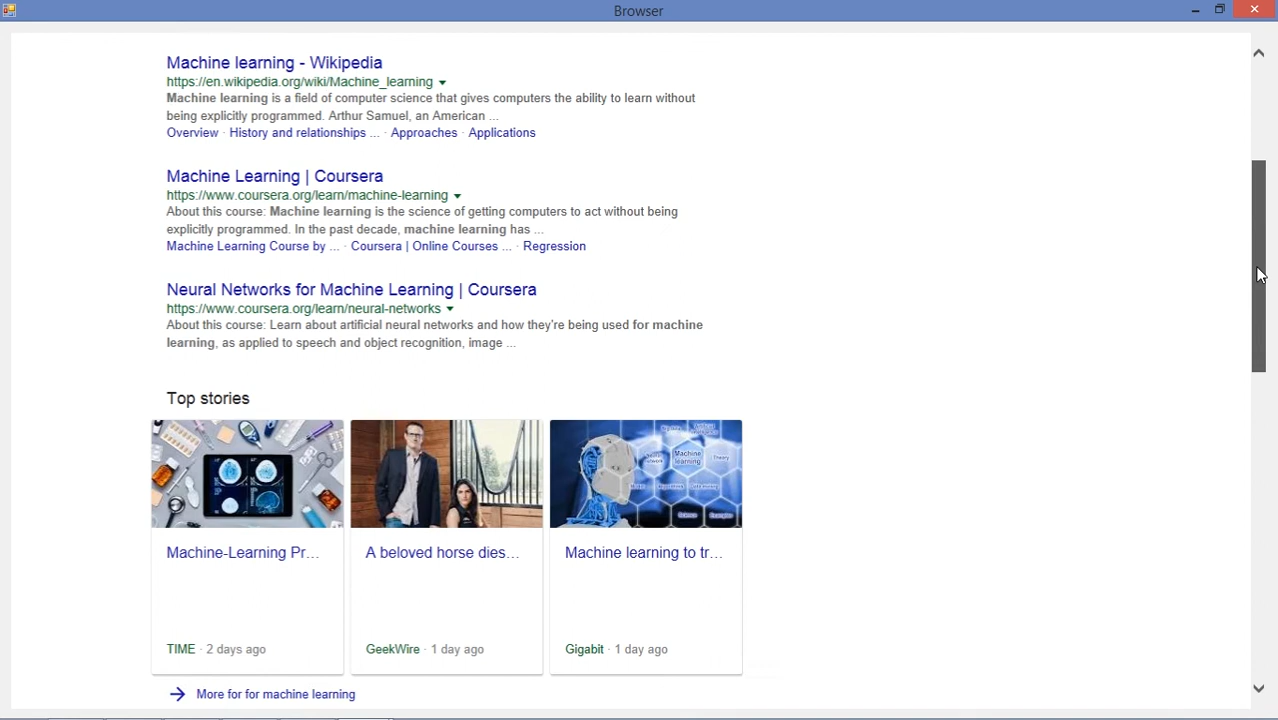 Browser
Machine learning - Wikipedia
https://en.wikipedia.org/wiki/Machine_learning
Machine learning is a field of computer science that gives computers the ability to learn without
being explicitly programmed. Arthur Samuel, an American ...
Overview · History and relationships ... · Approaches · Applications
Machine Learning | Coursera
https://www.coursera.org/learn/machine-learning
About this course: Machine learning is the science of getting computers to act without being
explicitly programmed. In the past decade, machine learning has ...
Machine Learning Course by ... · Coursera | Online Courses ... · Regression
Neural Networks for Machine Learning | Coursera
https://www.coursera.org/learn/neural-networks
About this course: Learn about artificial neural networks and how they're being used for machine
learning, as applied to speech and object recognition, image ...
Top stories
Machine learning
Theory
Machine-Learning Pr...
A beloved horse dies...
Machine learning to tr...
TIME · 2 days ago
GeekWire · 1 day ago
Gigabit · 1 day ago
More for for machine learning